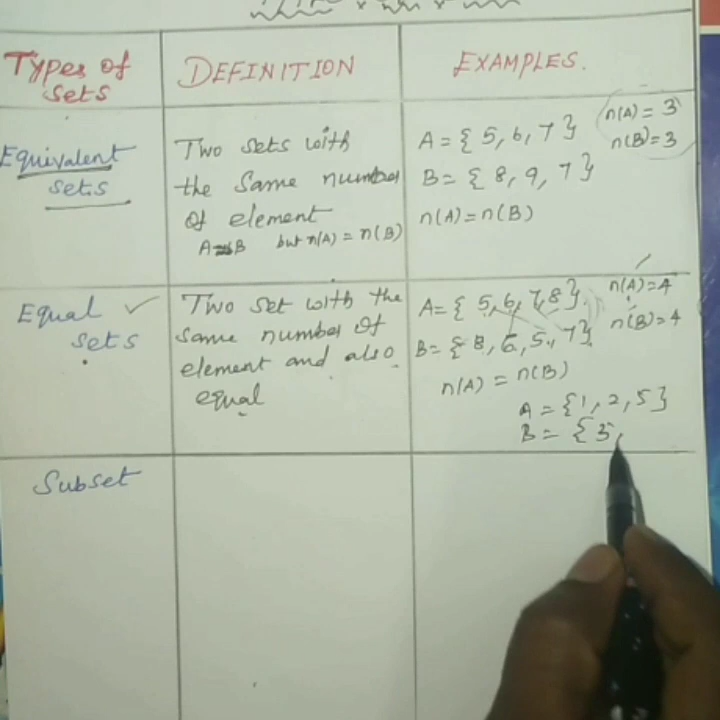 Types of sets
DEFINITION
EXAMPLES.
Equivalent
sets
Two sets with
the same number
of element
A B but n(A) = n(B)
A = { 5, 6, 7 }
B = { 8, 9, 7 }
n(A) = n(B)
n(A) = 3
n(B) = 3
Equal ✓
sets
Two set with the
same number of
element and also
equal
A = { 5, 6, 7, 8 }
B = { 8, 6, 5, 7 }
n(A) = n(B)
n(A) = 4
n(B) = 4
A = {1, 2, 5}
B = { 3,
Subset